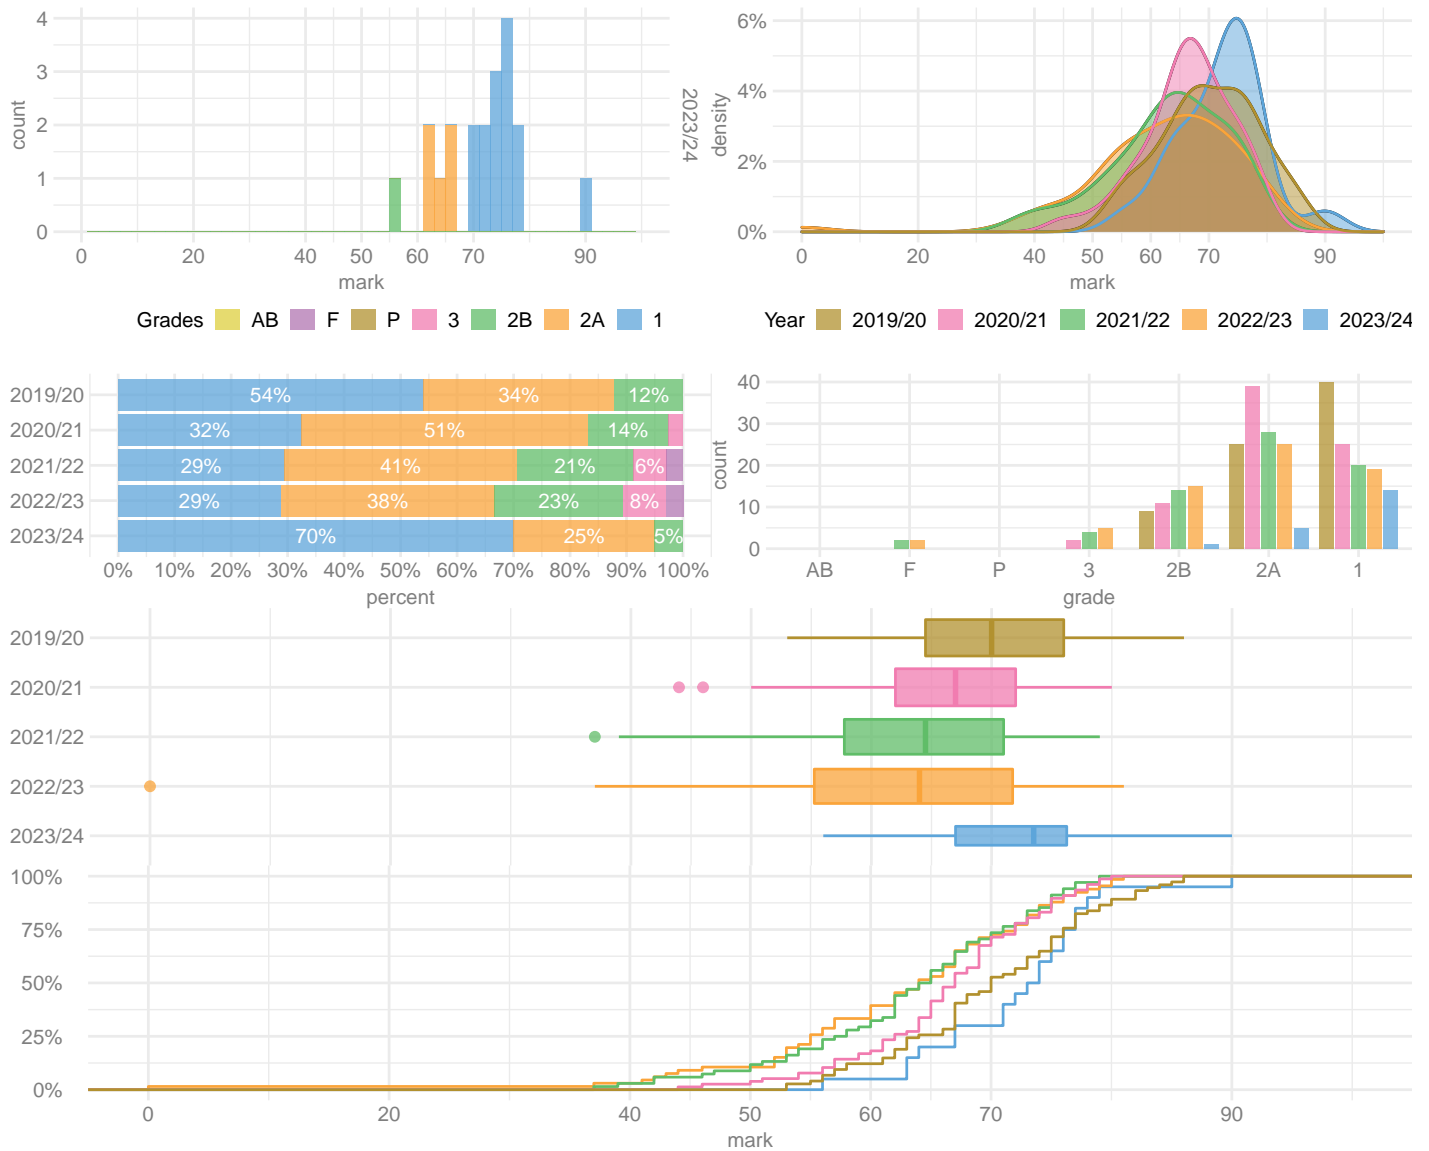 4
3
2
1
0
count
0 20 40 50 60 70 90
mark
2023/24
6%
4%
2%
0%
density
0 20 40 50 60 70 90
mark
Grades AB F P 3 2B 2A 1
Year 2019/20 2020/21 2021/22 2022/23 2023/24
2019/20 54% 34% 12%
2020/21 32% 51% 14%
2021/22 29% 41% 21% 6%
2022/23 29% 38% 23% 8%
2023/24 70% 25% 5%
0% 10% 20% 30% 40% 50% 60% 70% 80% 90% 100%
percent
40
30
20
10
0
count
AB F P 3 2B 2A 1
grade
2019/20
2020/21
2021/22
2022/23
2023/24
100%
75%
50%
25%
0%
0 20 40 50 60 70 90
mark